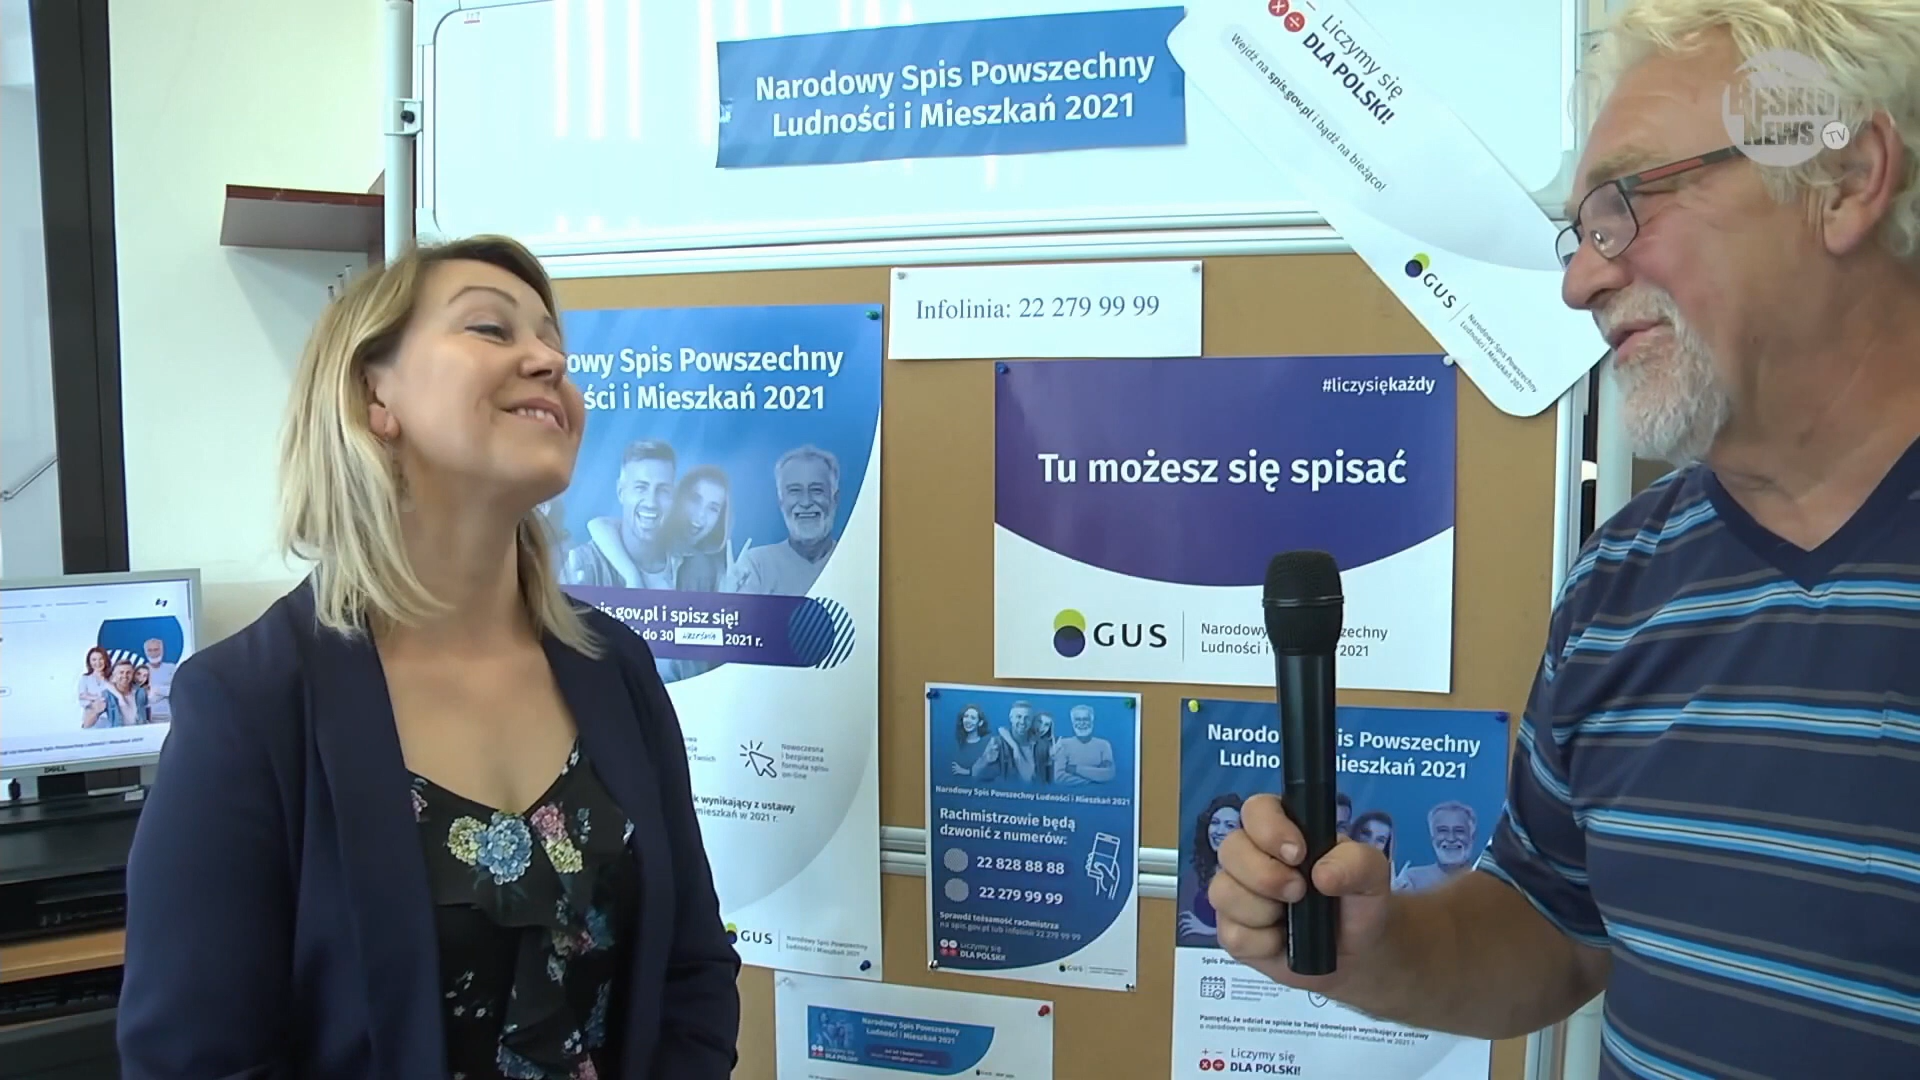 Narodowy Spis Powszechny
Ludności i Mieszkań 2021
Liczymy się
DLA POLSKI!
Wejdź na spis.gov.pl i bądź na bieżąco!
GUS
Narodowy Spis Powszechny
Ludności i Mieszkań 2021
BESKID
NEWS TV
Infolinia: 22 279 99 99
owy Spis Powszechny
ści i Mieszkań 2021
is.gov.pl i spisz się!
do 30 września 2021 r.
Nowoczesna
i bezpieczna
formuła spisu
on-line
k wynikający z ustawy
mieszkań w 2021 r.
GUS
Narodowy Spis Powszechny
Ludności i Mieszkań 2021
#liczysiękażdy
Tu możesz się spisać
GUS
Narodowy zechny
Ludności i 2021
Narodowy Spis Powszechny Ludności i Mieszkań 2021
Rachmistrzowie będą
dzwonić z numerów:
22 828 88 88
22 279 99 99
Sprawdź tożsamość rachmistrza
na spis.gov.pl lub infolinii 22 279 99 99
Liczymy się
DLA POLSKI!
GUS
Narodo is Powszechny
Ludno Mieszkań 2021
Spis Pow
Pamiętaj, że udział w spisie to Twój obowiązek wynikający z ustawy
o narodowym spisie powszechnym ludności i mieszkań w 2021 r.
Liczymy się
DLA POLSKI!
Narodowy Spis Powszechny
Ludności i Mieszkań 2021
Liczymy się
DLA POLSKI!
GUS
DELL